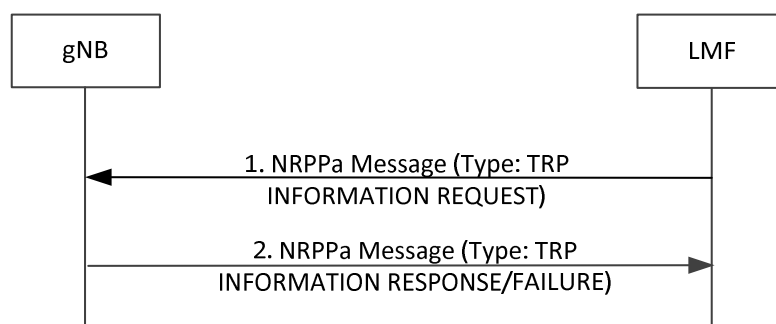 gNB
LMF
1. NRPPa Message (Type: TRP
INFORMATION REQUEST)
2. NRPPa Message (Type: TRP
INFORMATION RESPONSE/FAILURE)